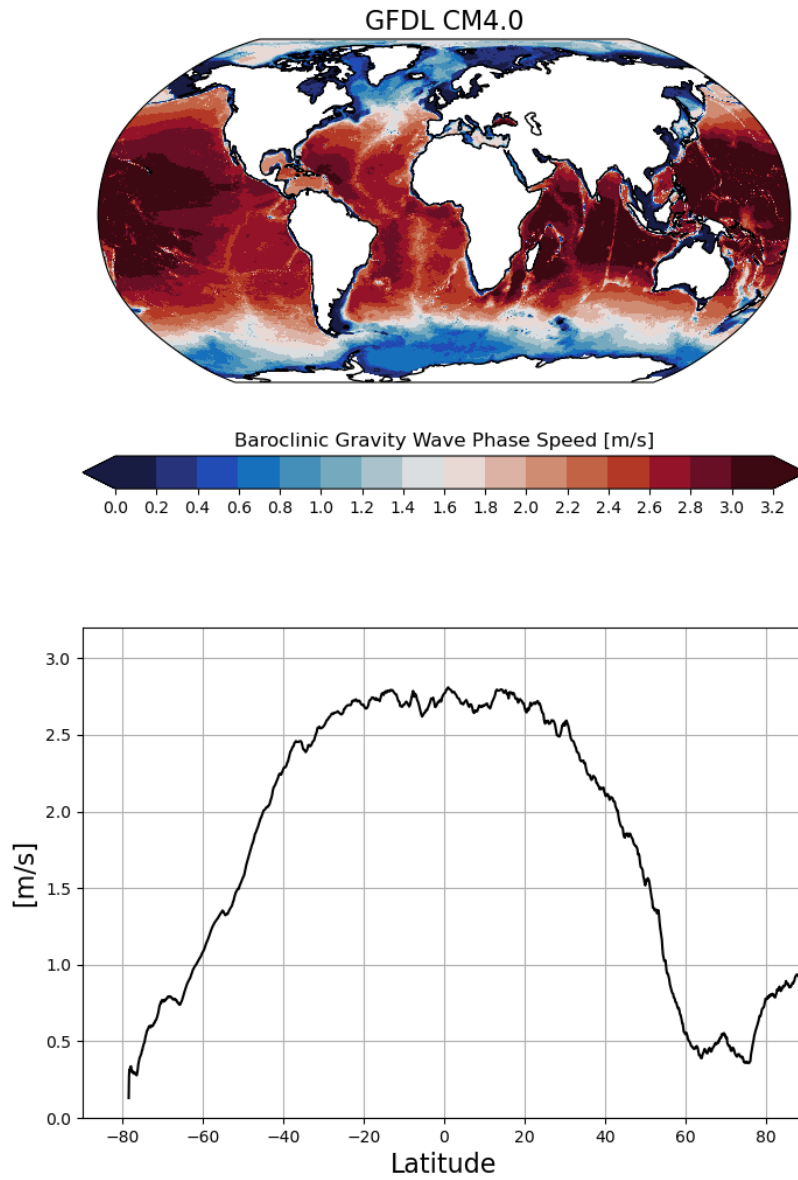 GFDL CM4.0
Baroclinic Gravity Wave Phase Speed [m/s]
0.0 0.2 0.4 0.6 0.8 1.0 1.2 1.4 1.6 1.8 2.0 2.2 2.4 2.6 2.8 3.0 3.2
3.0
2.5
2.0
1.5
1.0
0.5
0.0
[m/s]
−80 −60 −40 −20 0 20 40 60 80
Latitude